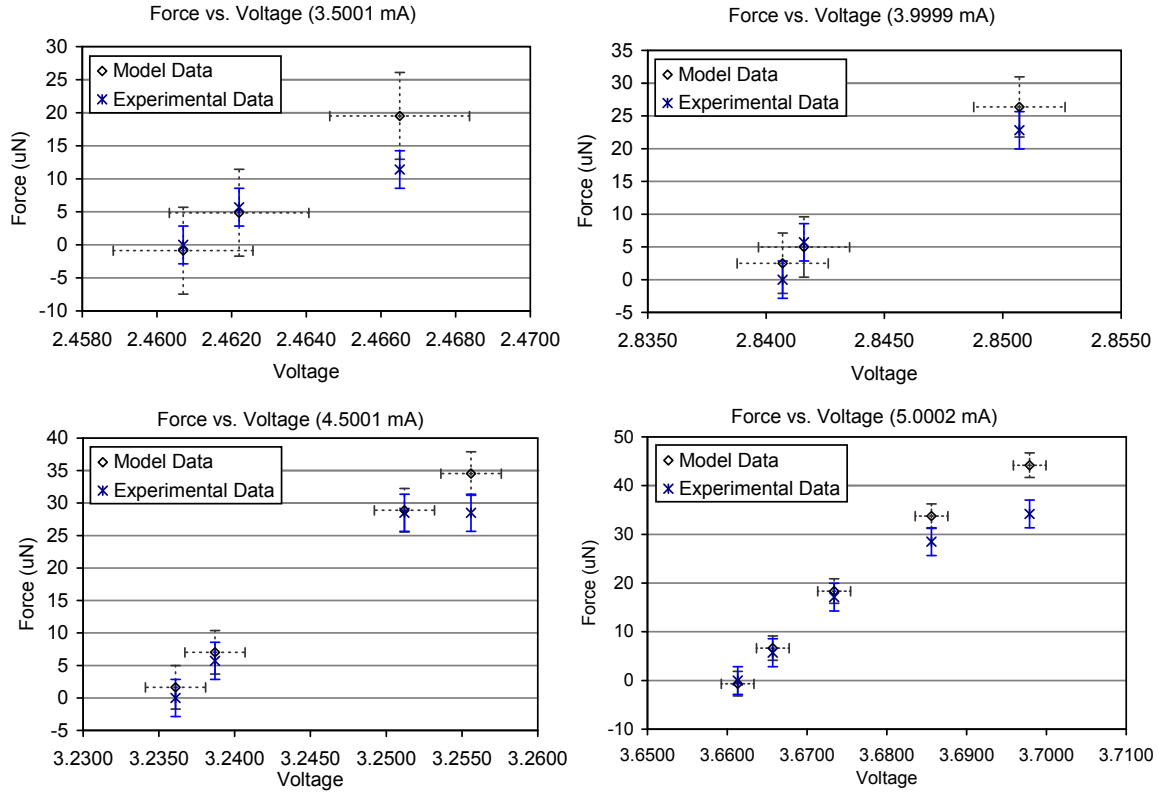 Force vs. Voltage (3.5001 mA)
30
25
20
15
10
5
0
-5
-10
Force (uN)
Model Data
Experimental Data
2.4580 2.4600 2.4620 2.4640 2.4660 2.4680 2.4700
Voltage
Force vs. Voltage (3.9999 mA)
35
30
25
20
15
10
5
0
-5
Force (uN)
Model Data
Experimental Data
2.8350 2.8400 2.8450 2.8500 2.8550
Voltage
Force vs. Voltage (4.5001 mA)
40
35
30
25
20
15
10
5
0
-5
Force (uN)
Model Data
Experimental Data
3.2300 3.2350 3.2400 3.2450 3.2500 3.2550 3.2600
Voltage
Force vs. Voltage (5.0002 mA)
50
40
30
20
10
0
-10
Force (uN)
Model Data
Experimental Data
3.6500 3.6600 3.6700 3.6800 3.6900 3.7000 3.7100
Voltage